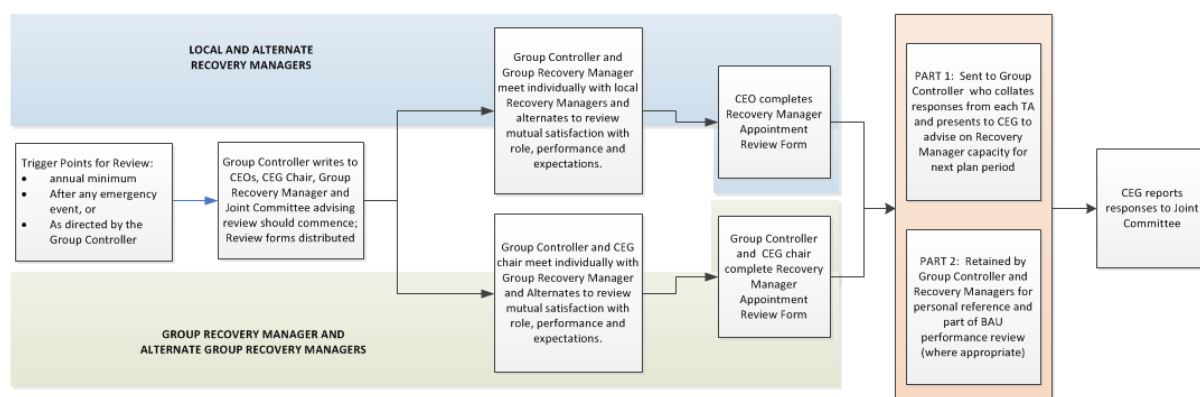 LOCAL AND ALTERNATE
RECOVERY MANAGERS
Trigger Points for Review:
• annual minimum
• After any emergency
event, or
• As directed by the
Group Controller
Group Controller writes to
CEOs, CEG Chair, Group
Recovery Manager and
Joint Committee advising
review should commence;
Review forms distributed
Group Controller and
Group Recovery Manager
meet individually with local
Recovery Managers and
alternates to review
mutual satisfaction with
role, performance and
expectations.
CEO completes
Recovery Manager
Appointment
Review Form
Group Controller and CEG
chair meet individually with
Group Recovery Manager
and Alternates to review
mutual satisfaction with
role, performance and
expectations.
Group Controller
and CEG chair
complete Recovery
Manager
Appointment
Review Form
GROUP RECOVERY MANAGER AND
ALTERNATE GROUP RECOVERY MANAGERS
PART 1: Sent to Group
Controller who collates
responses from each TA
and presents to CEG to
advise on Recovery
Manager capacity for
next plan period
PART 2: Retained by
Group Controller and
Recovery Managers for
personal reference and
part of BAU
performance review
(where appropriate)
CEG reports
responses to Joint
Committee